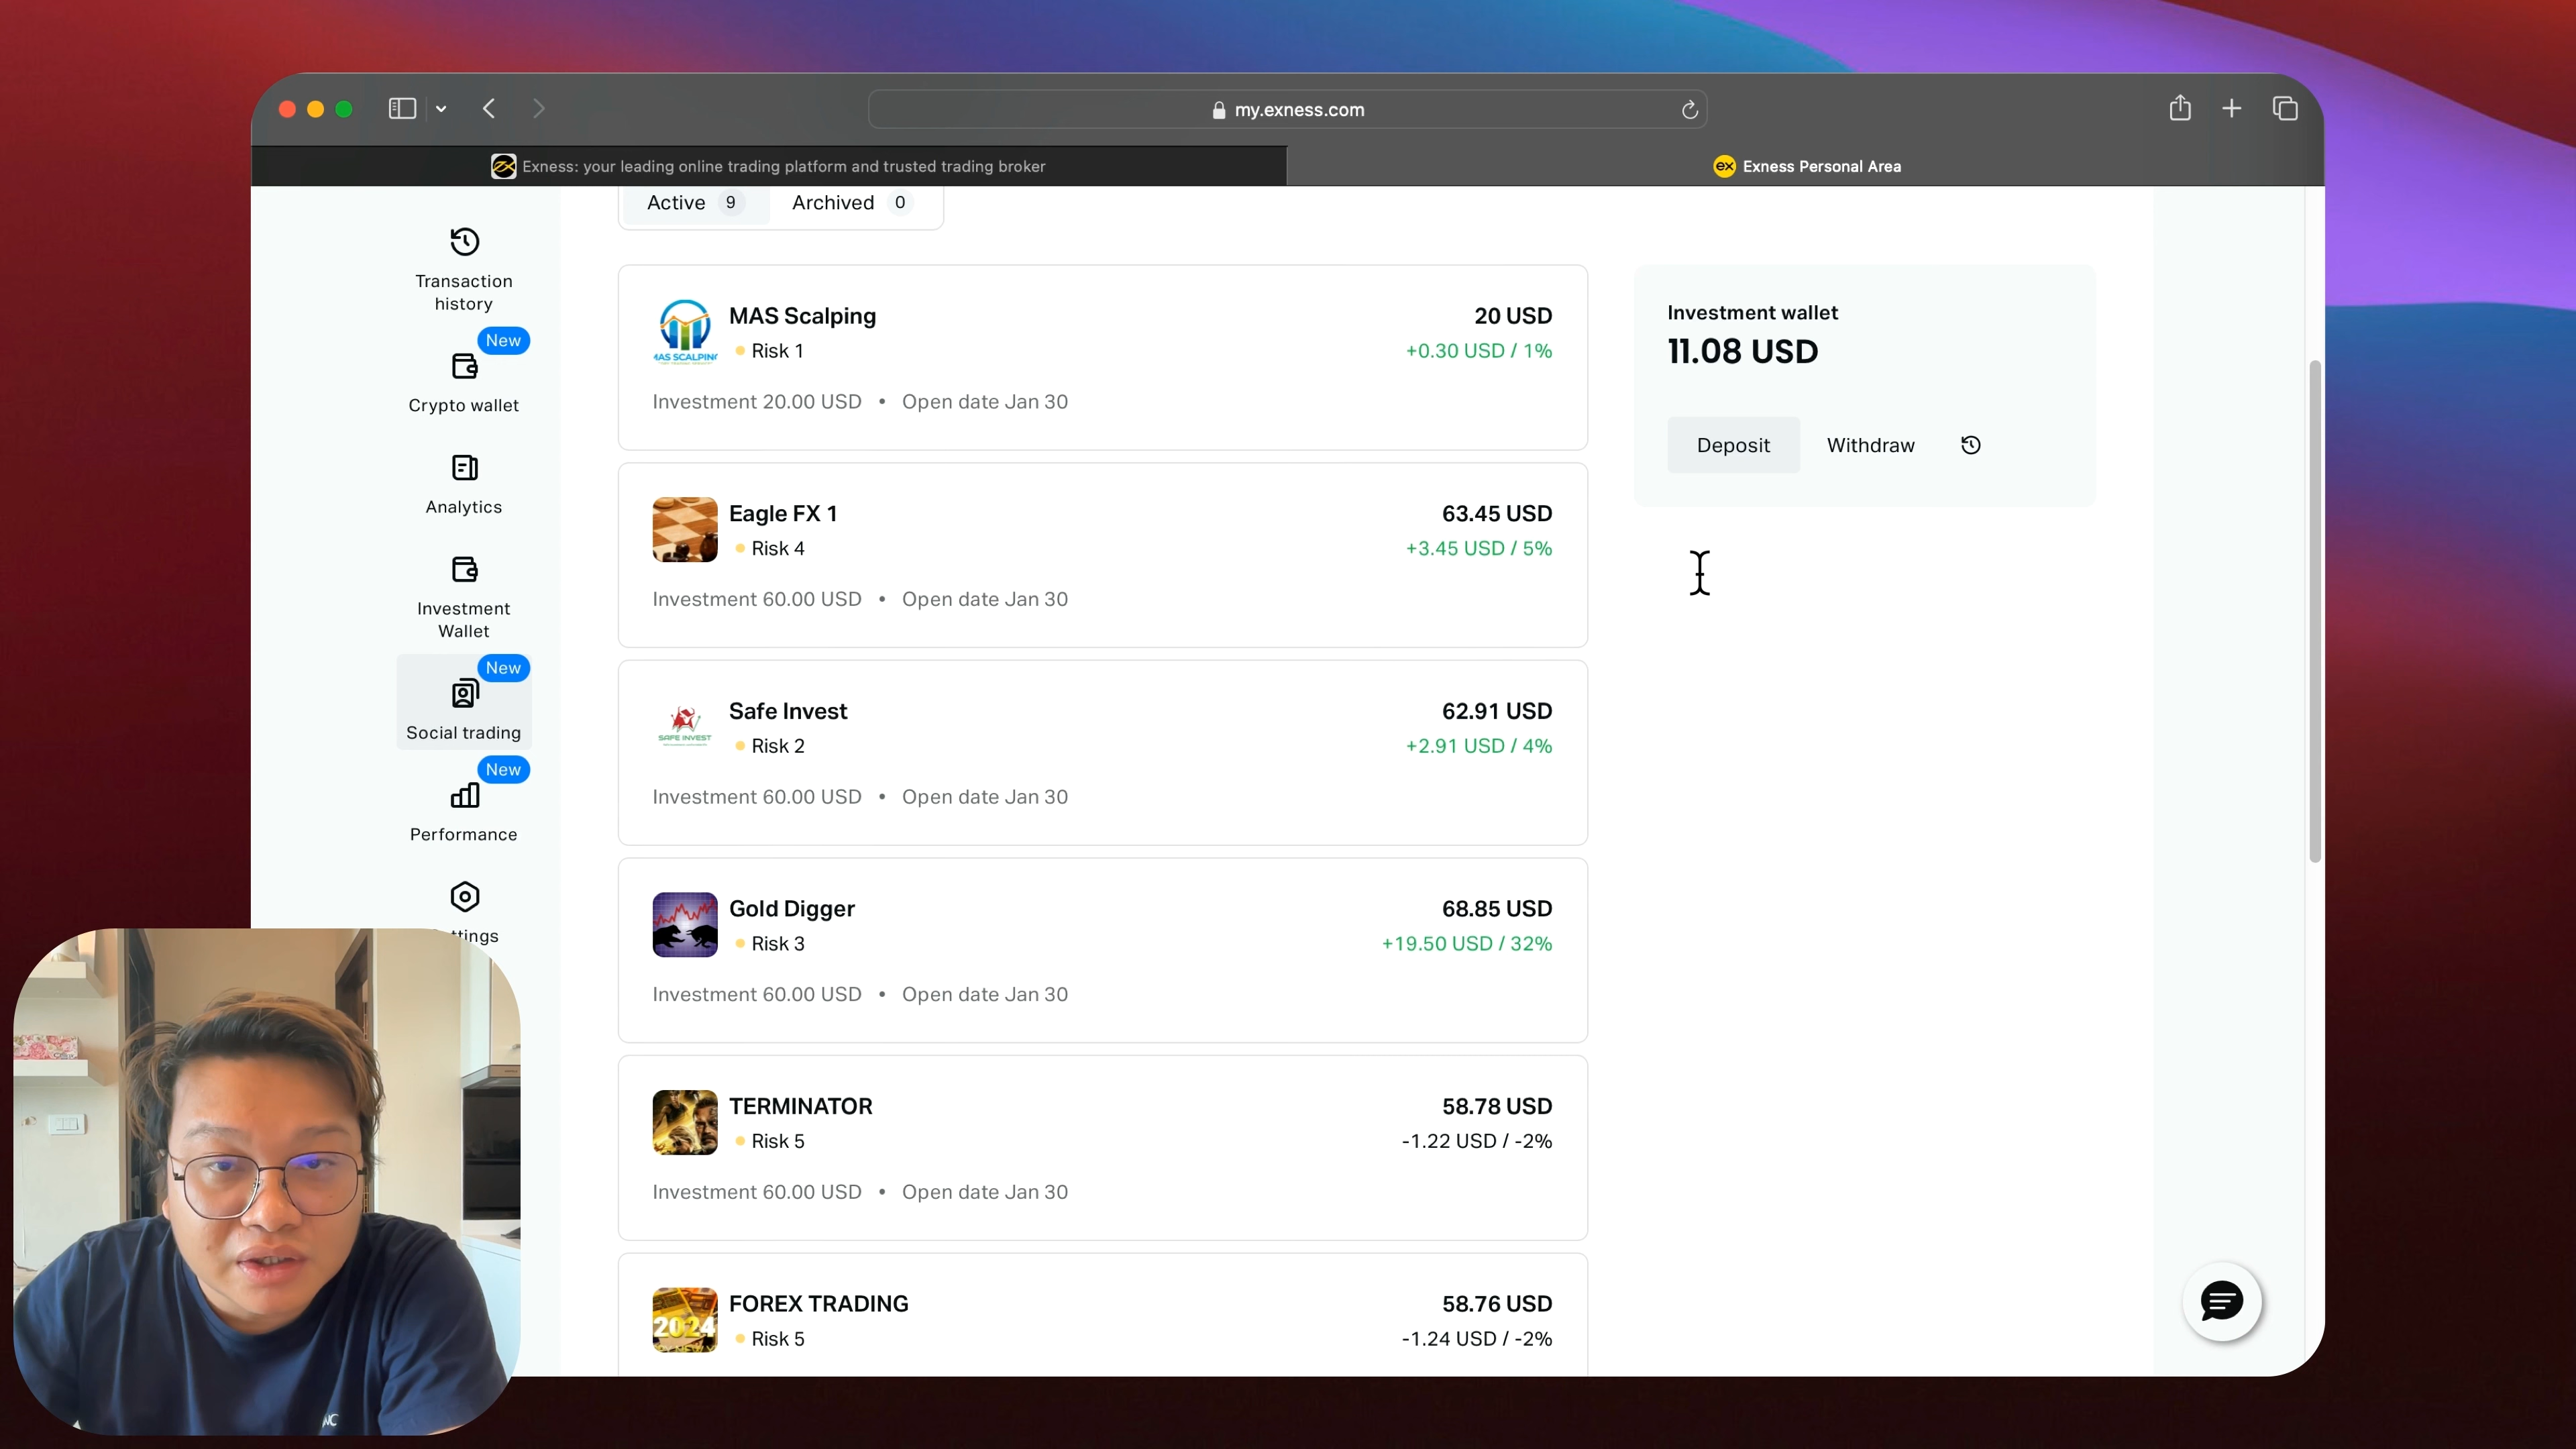 my.exness.com
Exness: your leading online trading platform and trusted trading broker
ex
Exness Personal Area
Active 9
Archived 0
Transaction
history
New
Crypto wallet
Analytics
Investment
Wallet
New
Social trading
New
Performance
ttings
MAS Scalping
20 USD
Risk 1
+0.30 USD / 1%
Investment 20.00 USD • Open date Jan 30
Eagle FX 1
63.45 USD
Risk 4
+3.45 USD / 5%
Investment 60.00 USD • Open date Jan 30
SAFE INVEST
Safe Invest
62.91 USD
Risk 2
+2.91 USD / 4%
Investment 60.00 USD • Open date Jan 30
Gold Digger
68.85 USD
Risk 3
+19.50 USD / 32%
Investment 60.00 USD • Open date Jan 30
TERMINATOR
58.78 USD
Risk 5
-1.22 USD / -2%
Investment 60.00 USD • Open date Jan 30
2024
FOREX TRADING
58.76 USD
Risk 5
-1.24 USD / -2%
Investment wallet
11.08 USD
Deposit
Withdraw